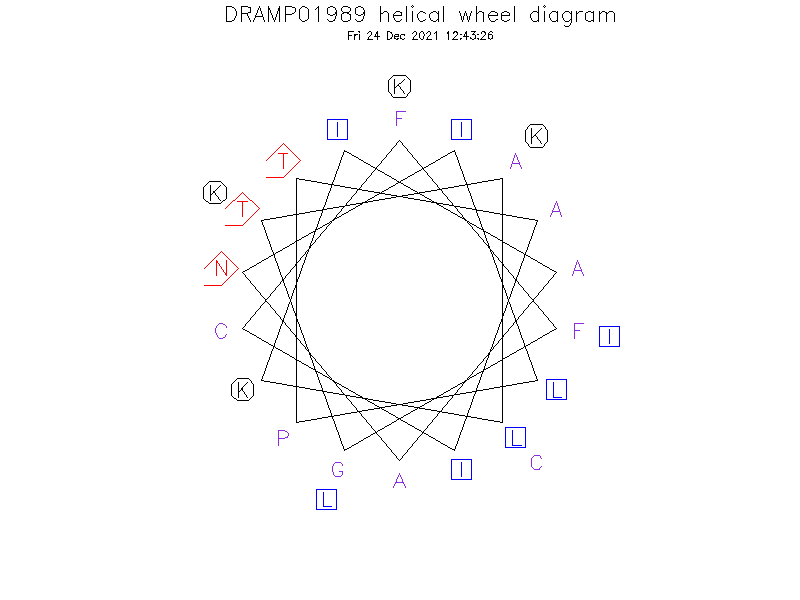 DRAMP01989 helical wheel diagram
Fri 24 Dec 2021 12:43:26
K
F
I I
K
T A
K
T A
N A
C F I
K L
P L
C
G I
A
L